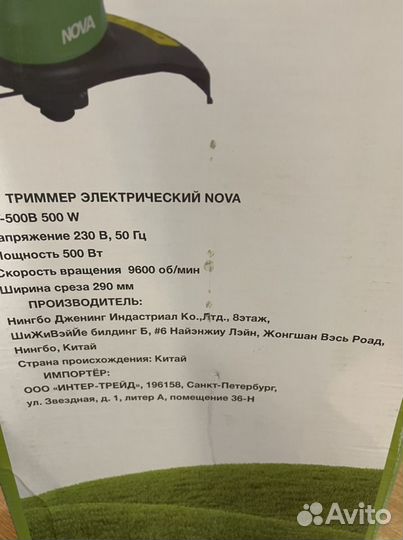 NOVA
ТРИММЕР ЭЛЕКТРИЧЕСКИЙ NOVA
-500В 500 W
апряжение 230 В, 50 Гц
Мощность 500 Вт
Скорость вращения 9600 об/мин
Ширина среза 290 мм
ПРОИЗВОДИТЕЛЬ:
Нингбо Дженинг Индастриал Ко.,Лтд., 8этаж,
ШиЖиВэйЙе билдинг Б, #6 Найэнжиу Лэйн, Жонгшан Вэсь Роад,
Нингбо, Китай
Страна происхождения: Китай
ИМПОРТЁР:
ООО «ИНТЕР-ТРЕЙД», 196158, Санкт-Петербург,
ул. Звездная, д. 1, литер А, помещение 36-Н
Avito